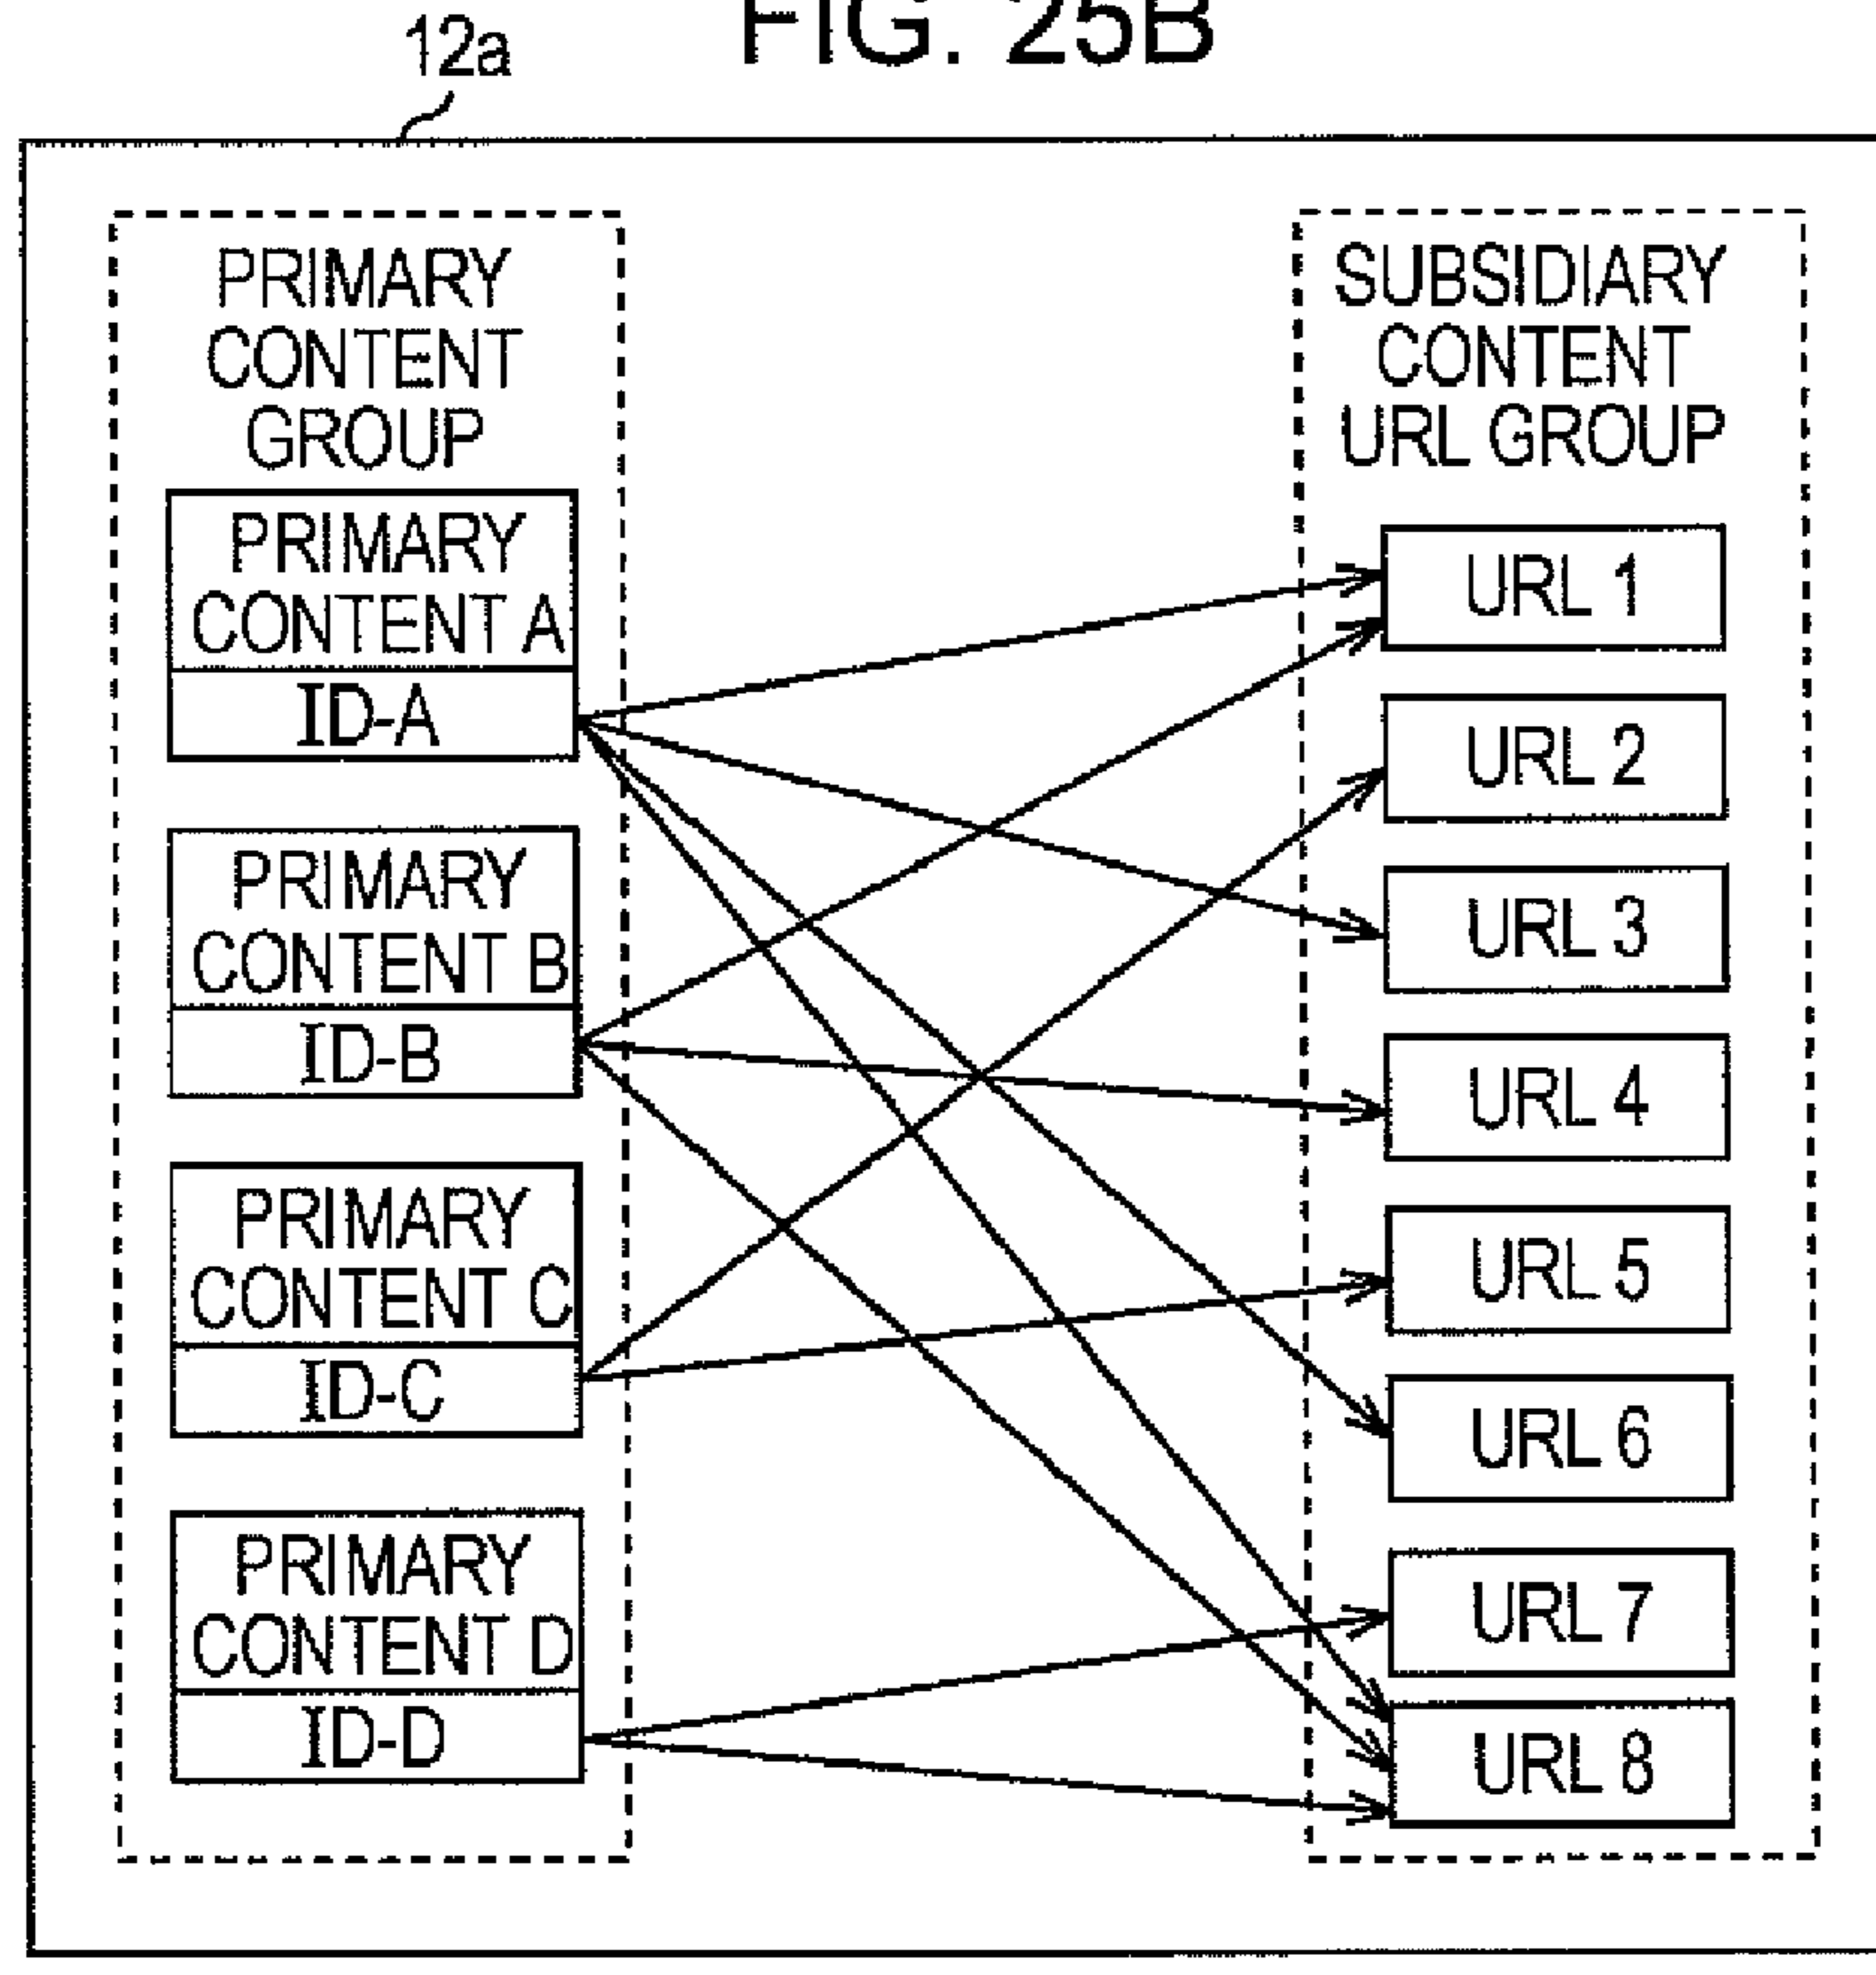 FIG. 25B
12a
PRIMARY
CONTENT
GROUP
PRIMARY
CONTENT A
ID-A
PRIMARY
CONTENT B
ID-B
PRIMARY
CONTENT C
ID-C
PRIMARY
CONTENT D
ID-D
SUBSIDIARY
CONTENT
URL GROUP
URL 1
URL 2
URL 3
URL 4
URL 5
URL 6
URL 7
URL 8